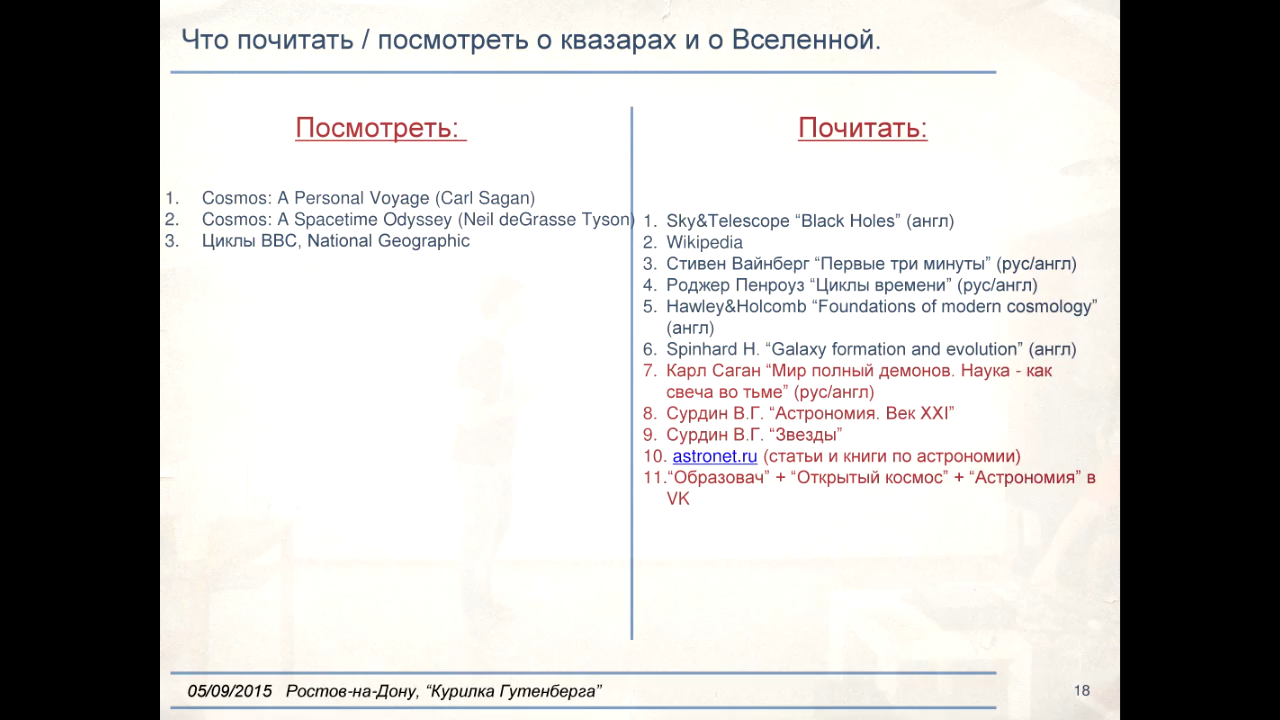 Что почитать / посмотреть о квазарах и о Вселенной.
Посмотреть:
1. Cosmos: A Personal Voyage (Carl Sagan)
2. Cosmos: A Spacetime Odyssey (Neil deGrasse Tyson)
3. Циклы BBC, National Geographic
Почитать:
1. Sky&Telescope “Black Holes” (англ)
2. Wikipedia
3. Стивен Вайнберг “Первые три минуты” (рус/англ)
4. Роджер Пенроуз “Циклы времени” (рус/англ)
5. Hawley&Holcomb “Foundations of modern cosmology”
(англ)
6. Spinhard H. “Galaxy formation and evolution” (англ)
7. Карл Саган “Мир полный демонов. Наука - как
свеча во тьме” (рус/англ)
8. Сурдин В.Г. “Астрономия. Век XXI”
9. Сурдин В.Г. “Звезды”
10. astronet.ru (статьи и книги по астрономии)
11.“Образовач” + “Открытый космос” + “Астрономия” в
VK
05/09/2015 Ростов-на-Дону, “Курилка Гутенберга”
18